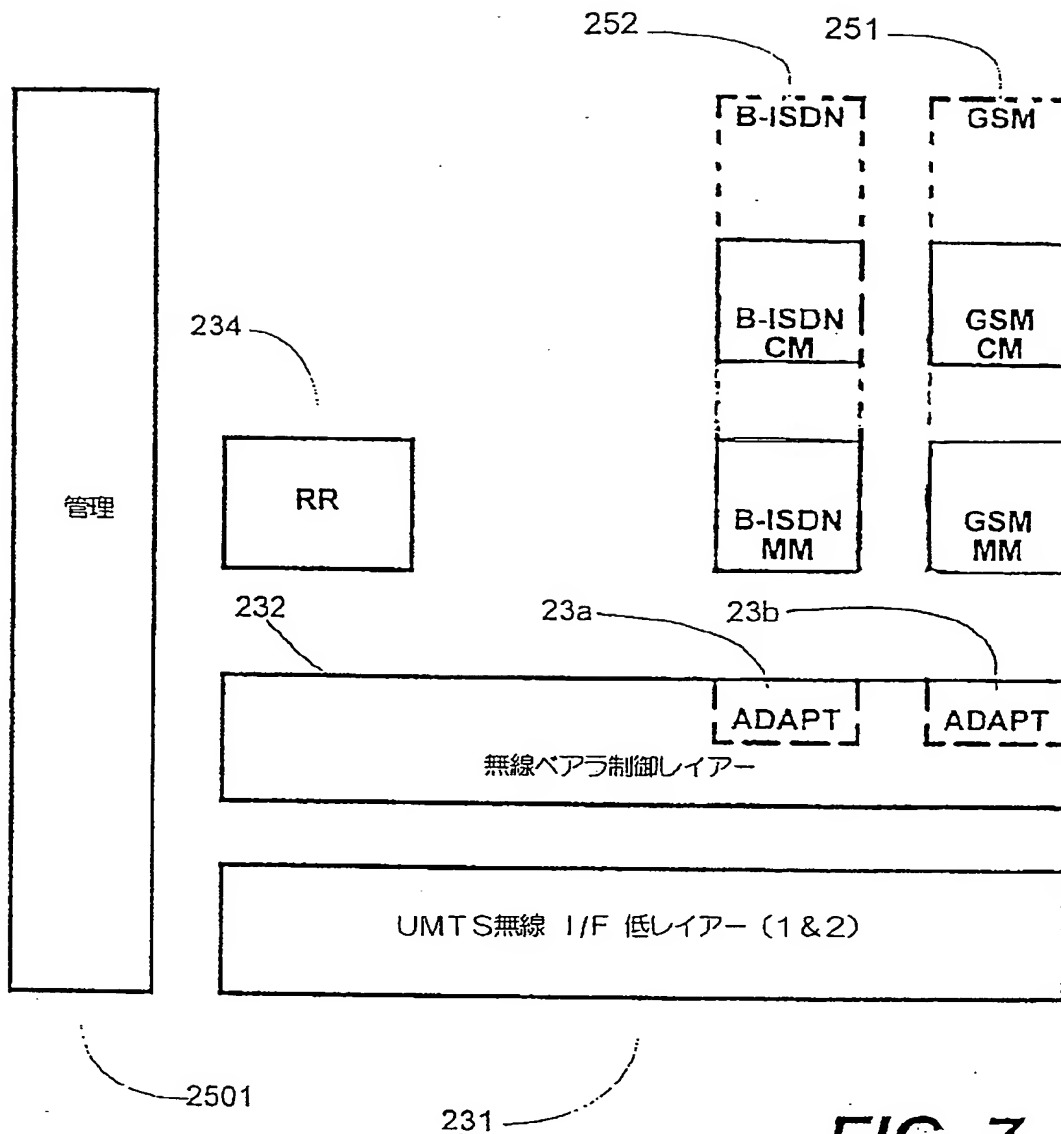 252
251
B-ISDN
GSM
B-ISDN
CM
GSM
CM
234
管理
RR
B-ISDN
MM
GSM
MM
232
23a
23b
ADAPT
ADAPT
無線ベアラ制御レイアー
UMTS無線 I/F 低レイアー(1&2)
2501
231